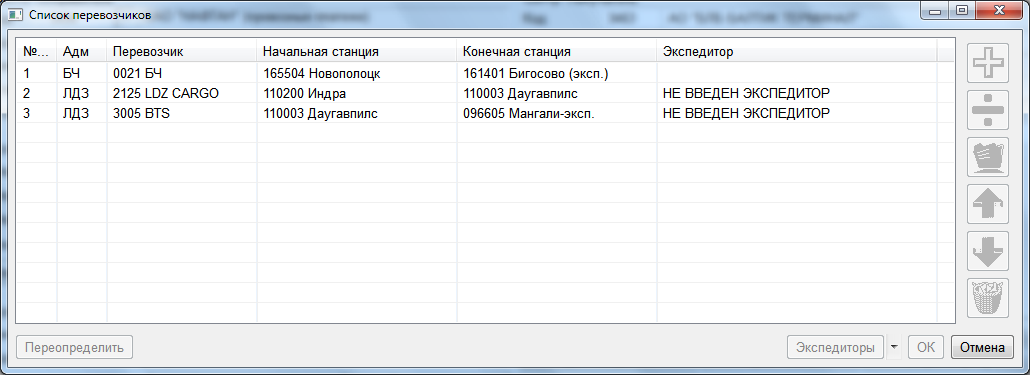 Список перевозчиков
№... Адм Перевозчик Начальная станция Конечная станция Экспедитор
1 БЧ 0021 БЧ 165504 Новополоцк 161401 Бигосово (эксп.)
2 ЛДЗ 2125 LDZ CARGO 110200 Индра 110003 Даугавпилс НЕ ВВЕДЕН ЭКСПЕДИТОР
3 ЛДЗ 3005 BTS 110003 Даугавпилс 096605 Мангали-эксп. НЕ ВВЕДЕН ЭКСПЕДИТОР
Переопределить Экспедиторы ОК Отмена